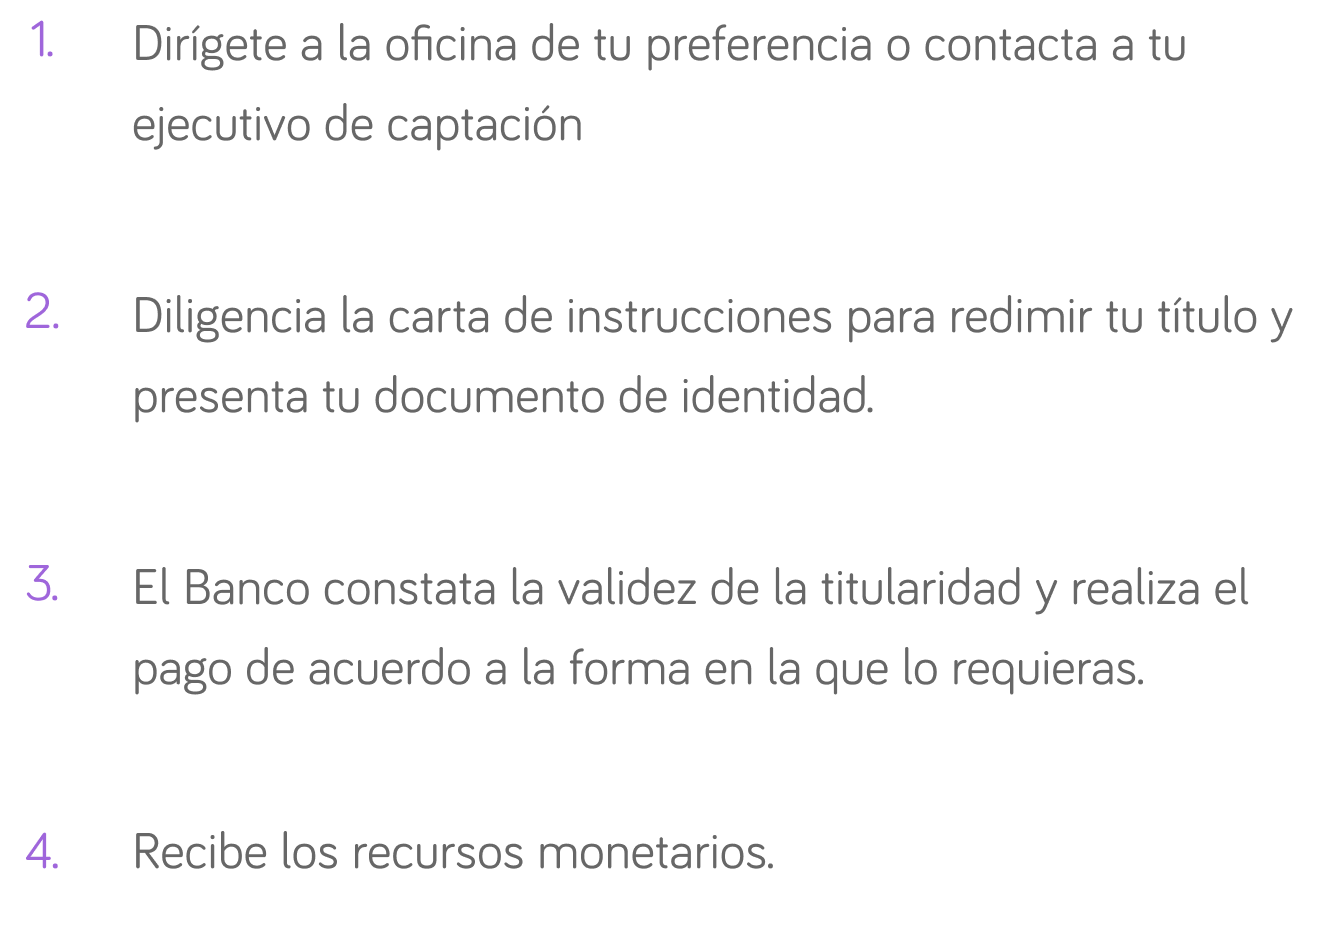 1. Dirígete a la oficina de tu preferencia o contacta a tu
ejecutivo de captación
2. Diligencia la carta de instrucciones para redimir tu título y
presenta tu documento de identidad.
3. El Banco constata la validez de la titularidad y realiza el
pago de acuerdo a la forma en la que lo requieras.
4. Recibe los recursos monetarios.